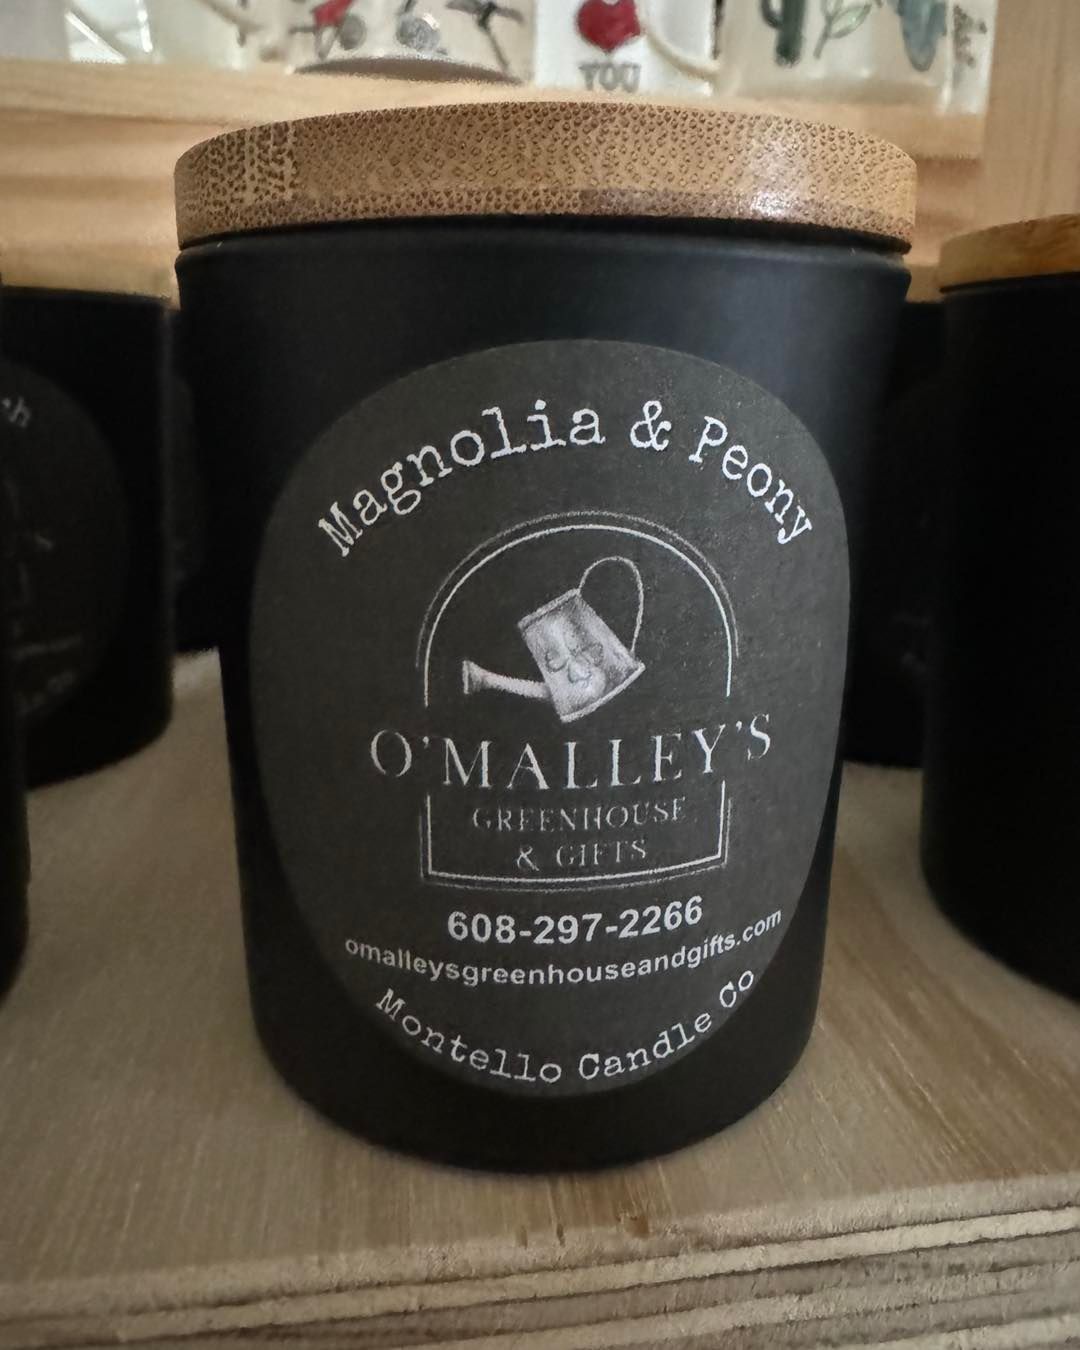 YOU
Magnolia & Peony
O'MALLEY'S
GREENHOUSE
& GIFTS
608-297-2266
omalleysgreenhouseandgifts.com
Montello Candle Co